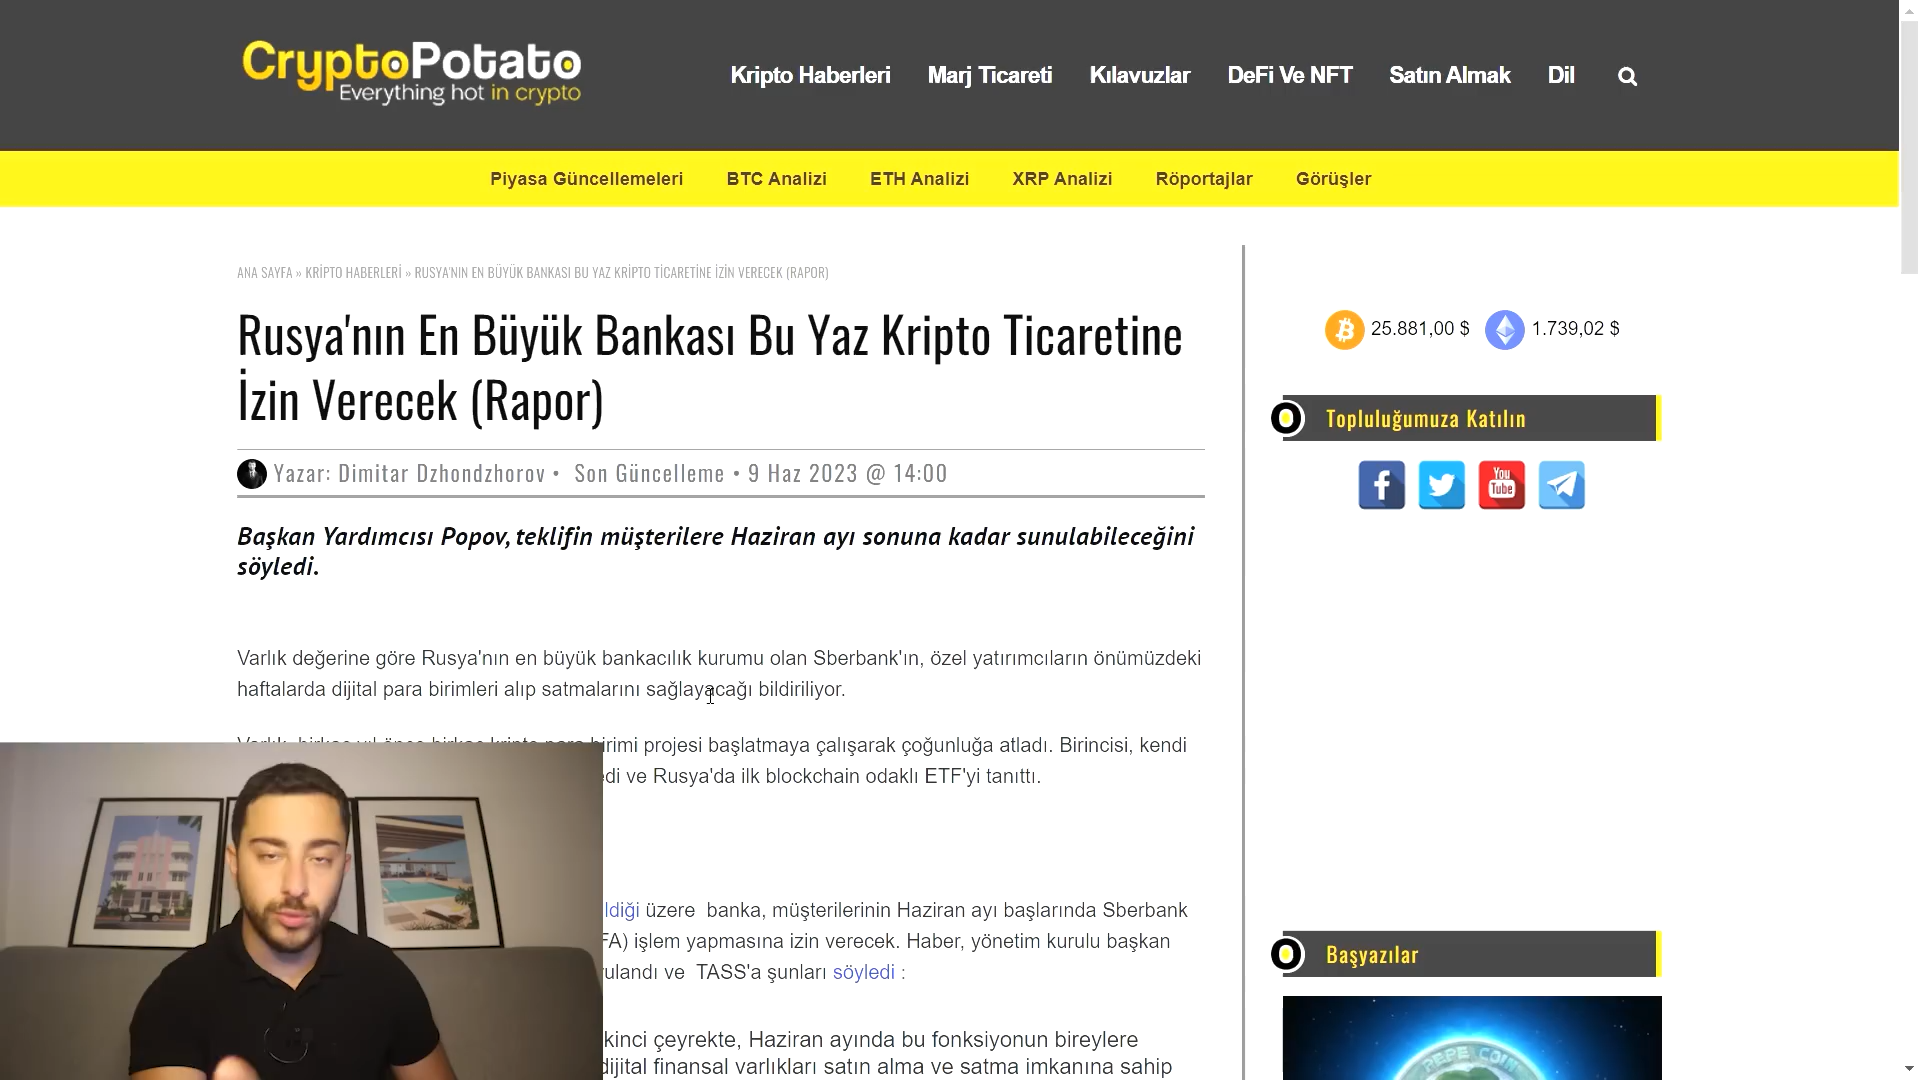 CryptoPotato
Everything hot in crypto
Kripto Haberleri Marj Ticareti Kılavuzlar DeFi Ve NFT Satın Almak Dil
Piyasa Güncellemeleri BTC Analizi ETH Analizi XRP Analizi Röportajlar Görüşler
ANA SAYFA » KRİPTO HABERLERİ » RUSYA'NIN EN BÜYÜK BANKASI BU YAZ KRİPTO TİCARETİNE İZİN VERECEK (RAPOR)
Rusya'nın En Büyük Bankası Bu Yaz Kripto Ticaretine
İzin Verecek (Rapor)
Yazar: Dimitar Dzhondzhorov • Son Güncelleme • 9 Haz 2023 @ 14:00
Başkan Yardımcısı Popov, teklifin müşterilere Haziran ayı sonuna kadar sunulabileceğini
söyledi.
Varlık değerine göre Rusya'nın en büyük bankacılık kurumu olan Sberbank'ın, özel yatırımcıların önümüzdeki
haftalarda dijital para birimleri alıp satmalarını sağlayacağı bildiriliyor.
birimi projesi başlatmaya çalışarak çoğunluğa atladı. Birincisi, kendi
edi ve Rusya'da ilk blockchain odaklı ETF'yi tanıttı.
ldiği üzere banka, müşterilerinin Haziran ayı başlarında Sberbank
FA) işlem yapmasına izin verecek. Haber, yönetim kurulu başkan
ulandı ve TASS'a şunları söyledi :
kinci çeyrekte, Haziran ayında bu fonksiyonun bireylere
dijital finansal varlıkları satın alma ve satma imkanına sahip
25.881,00 $ 1.739,02 $
Topluluğumuza Katılın
You
Tube
Başyazılar
PEPE COIN